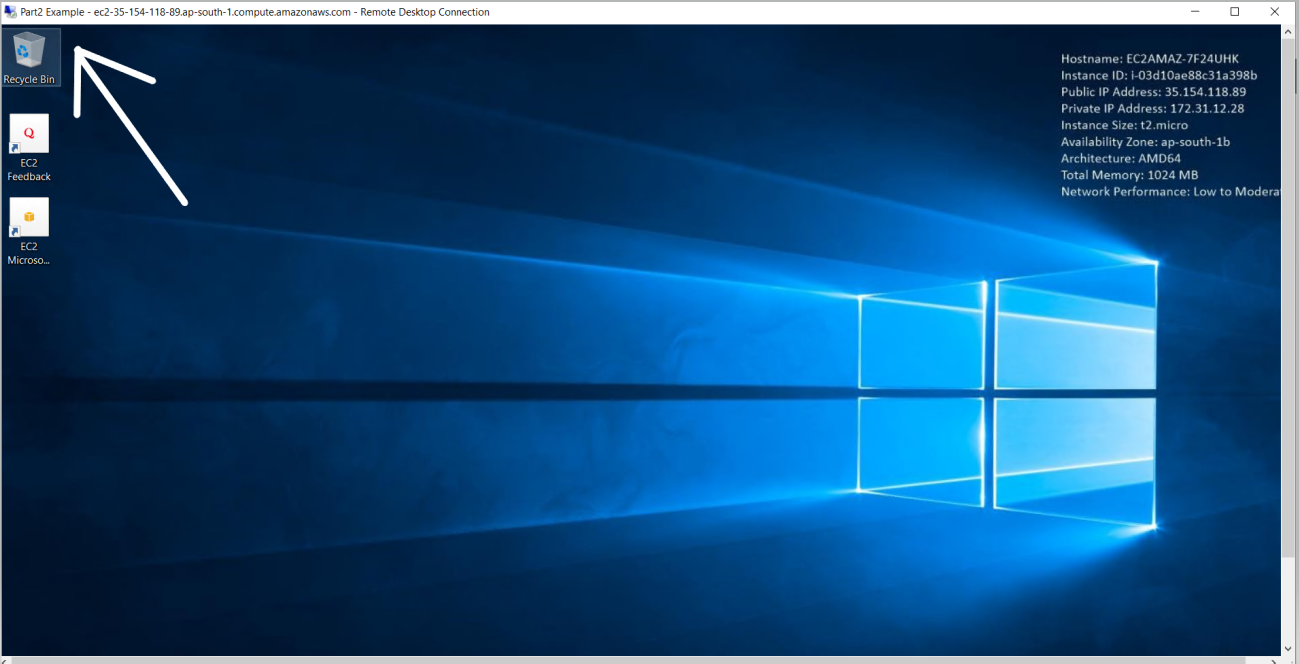 Part2 Example - ec2-35-154-118-89.ap-south-1.compute.amazonaws.com - Remote Desktop Connection
Recycle Bin
Q
EC2
Feedback
EC2
Microso...
Hostname: EC2AMAZ-7F24UHK
Instance ID: i-03d10ae88c31a398b
Public IP Address: 35.154.118.89
Private IP Address: 172.31.12.28
Instance Size: t2.micro
Availability Zone: ap-south-1b
Architecture: AMD64
Total Memory: 1024 MB
Network Performance: Low to Modera